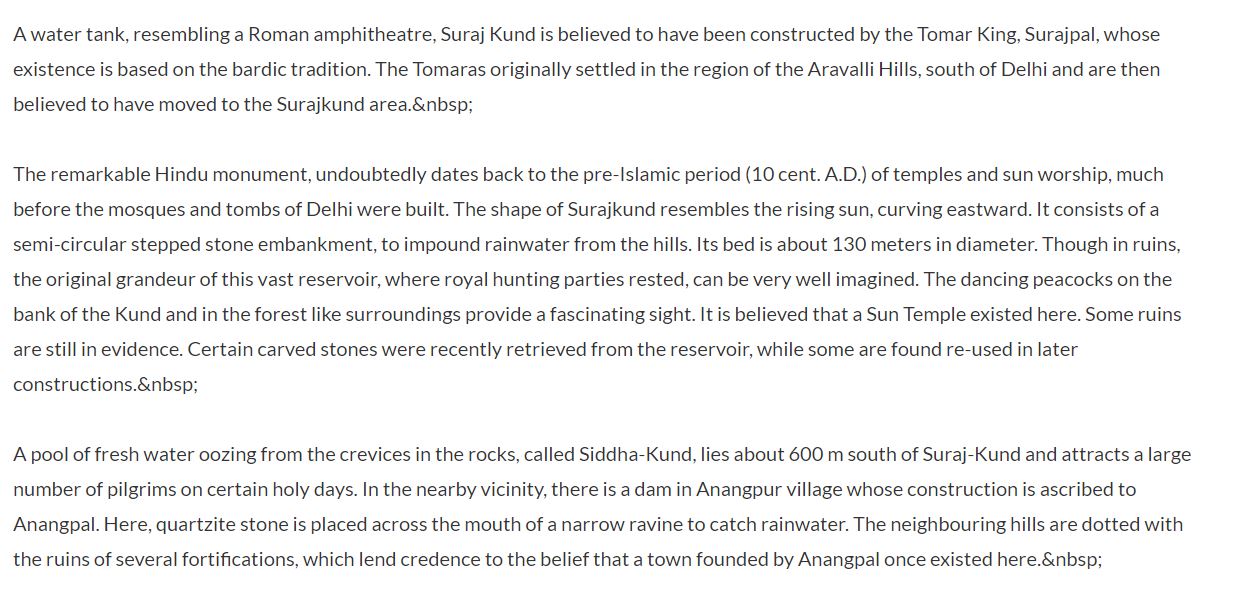 A water tank, resembling a Roman amphitheatre, Suraj Kund is believed to have been constructed by the Tomar King, Surajpal, whose
existence is based on the bardic tradition. The Tomaras originally settled in the region of the Aravalli Hills, south of Delhi and are then
believed to have moved to the Surajkund area.&nbsp;
The remarkable Hindu monument, undoubtedly dates back to the pre-Islamic period (10 cent. A.D.) of temples and sun worship, much
before the mosques and tombs of Delhi were built. The shape of Surajkund resembles the rising sun, curving eastward. It consists of a
semi-circular stepped stone embankment, to impound rainwater from the hills. Its bed is about 130 meters in diameter. Though in ruins,
the original grandeur of this vast reservoir, where royal hunting parties rested, can be very well imagined. The dancing peacocks on the
bank of the Kund and in the forest like surroundings provide a fascinating sight. It is believed that a Sun Temple existed here. Some ruins
are still in evidence. Certain carved stones were recently retrieved from the reservoir, while some are found re-used in later
constructions.&nbsp;
A pool of fresh water oozing from the crevices in the rocks, called Siddha-Kund, lies about 600 m south of Suraj-Kund and attracts a large
number of pilgrims on certain holy days. In the nearby vicinity, there is a dam in Anangpur village whose construction is ascribed to
Anangpal. Here, quartzite stone is placed across the mouth of a narrow ravine to catch rainwater. The neighbouring hills are dotted with
the ruins of several fortifications, which lend credence to the belief that a town founded by Anangpal once existed here.&nbsp;